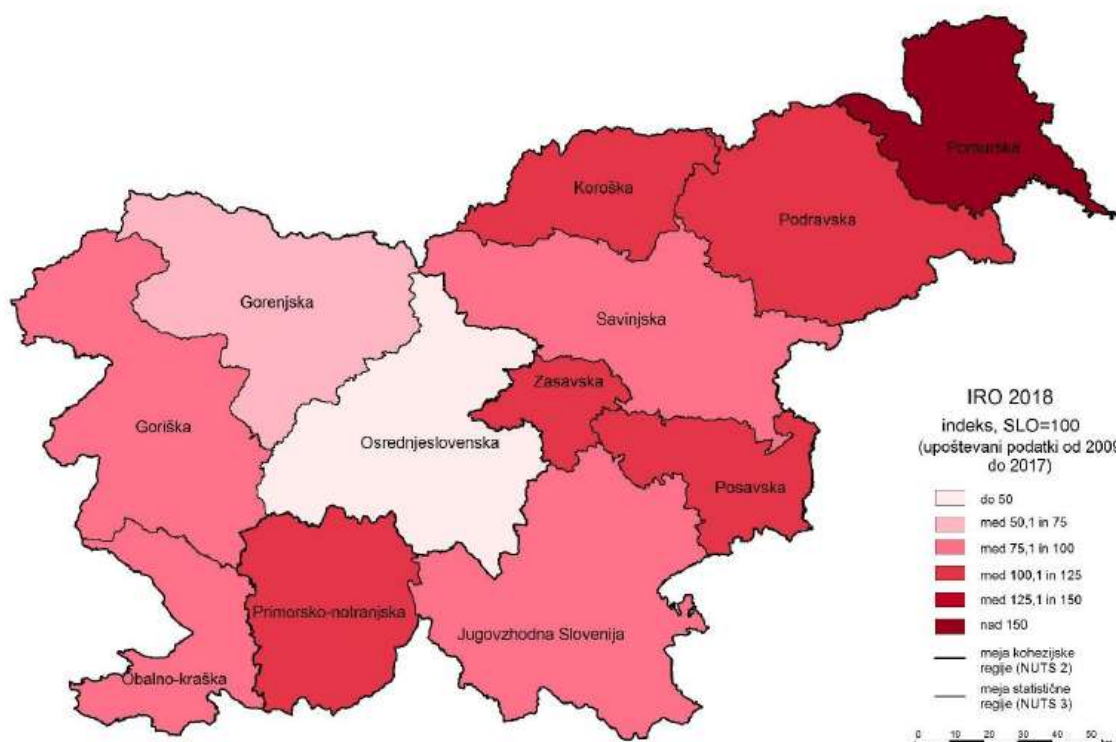 Pomurska
Koroška
Podravska
Gorenjska
Savinjska
Zasavska
Goriška
Osrednjeslovenska
Posavska
Primorsko-notranjska
Jugovzhodna Slovenija
Obalno-kraška
IRO 2018
indeks, SLO=100
(upoštevani podatki od 2009
do 2017)
do 50
med 50,1 in 75
med 75,1 in 100
med 100,1 in 125
med 125,1 in 150
nad 150
meja kohezijske
regije (NUTS 2)
meja statistične
regije (NUTS 3)
0 10 20 30 40 50